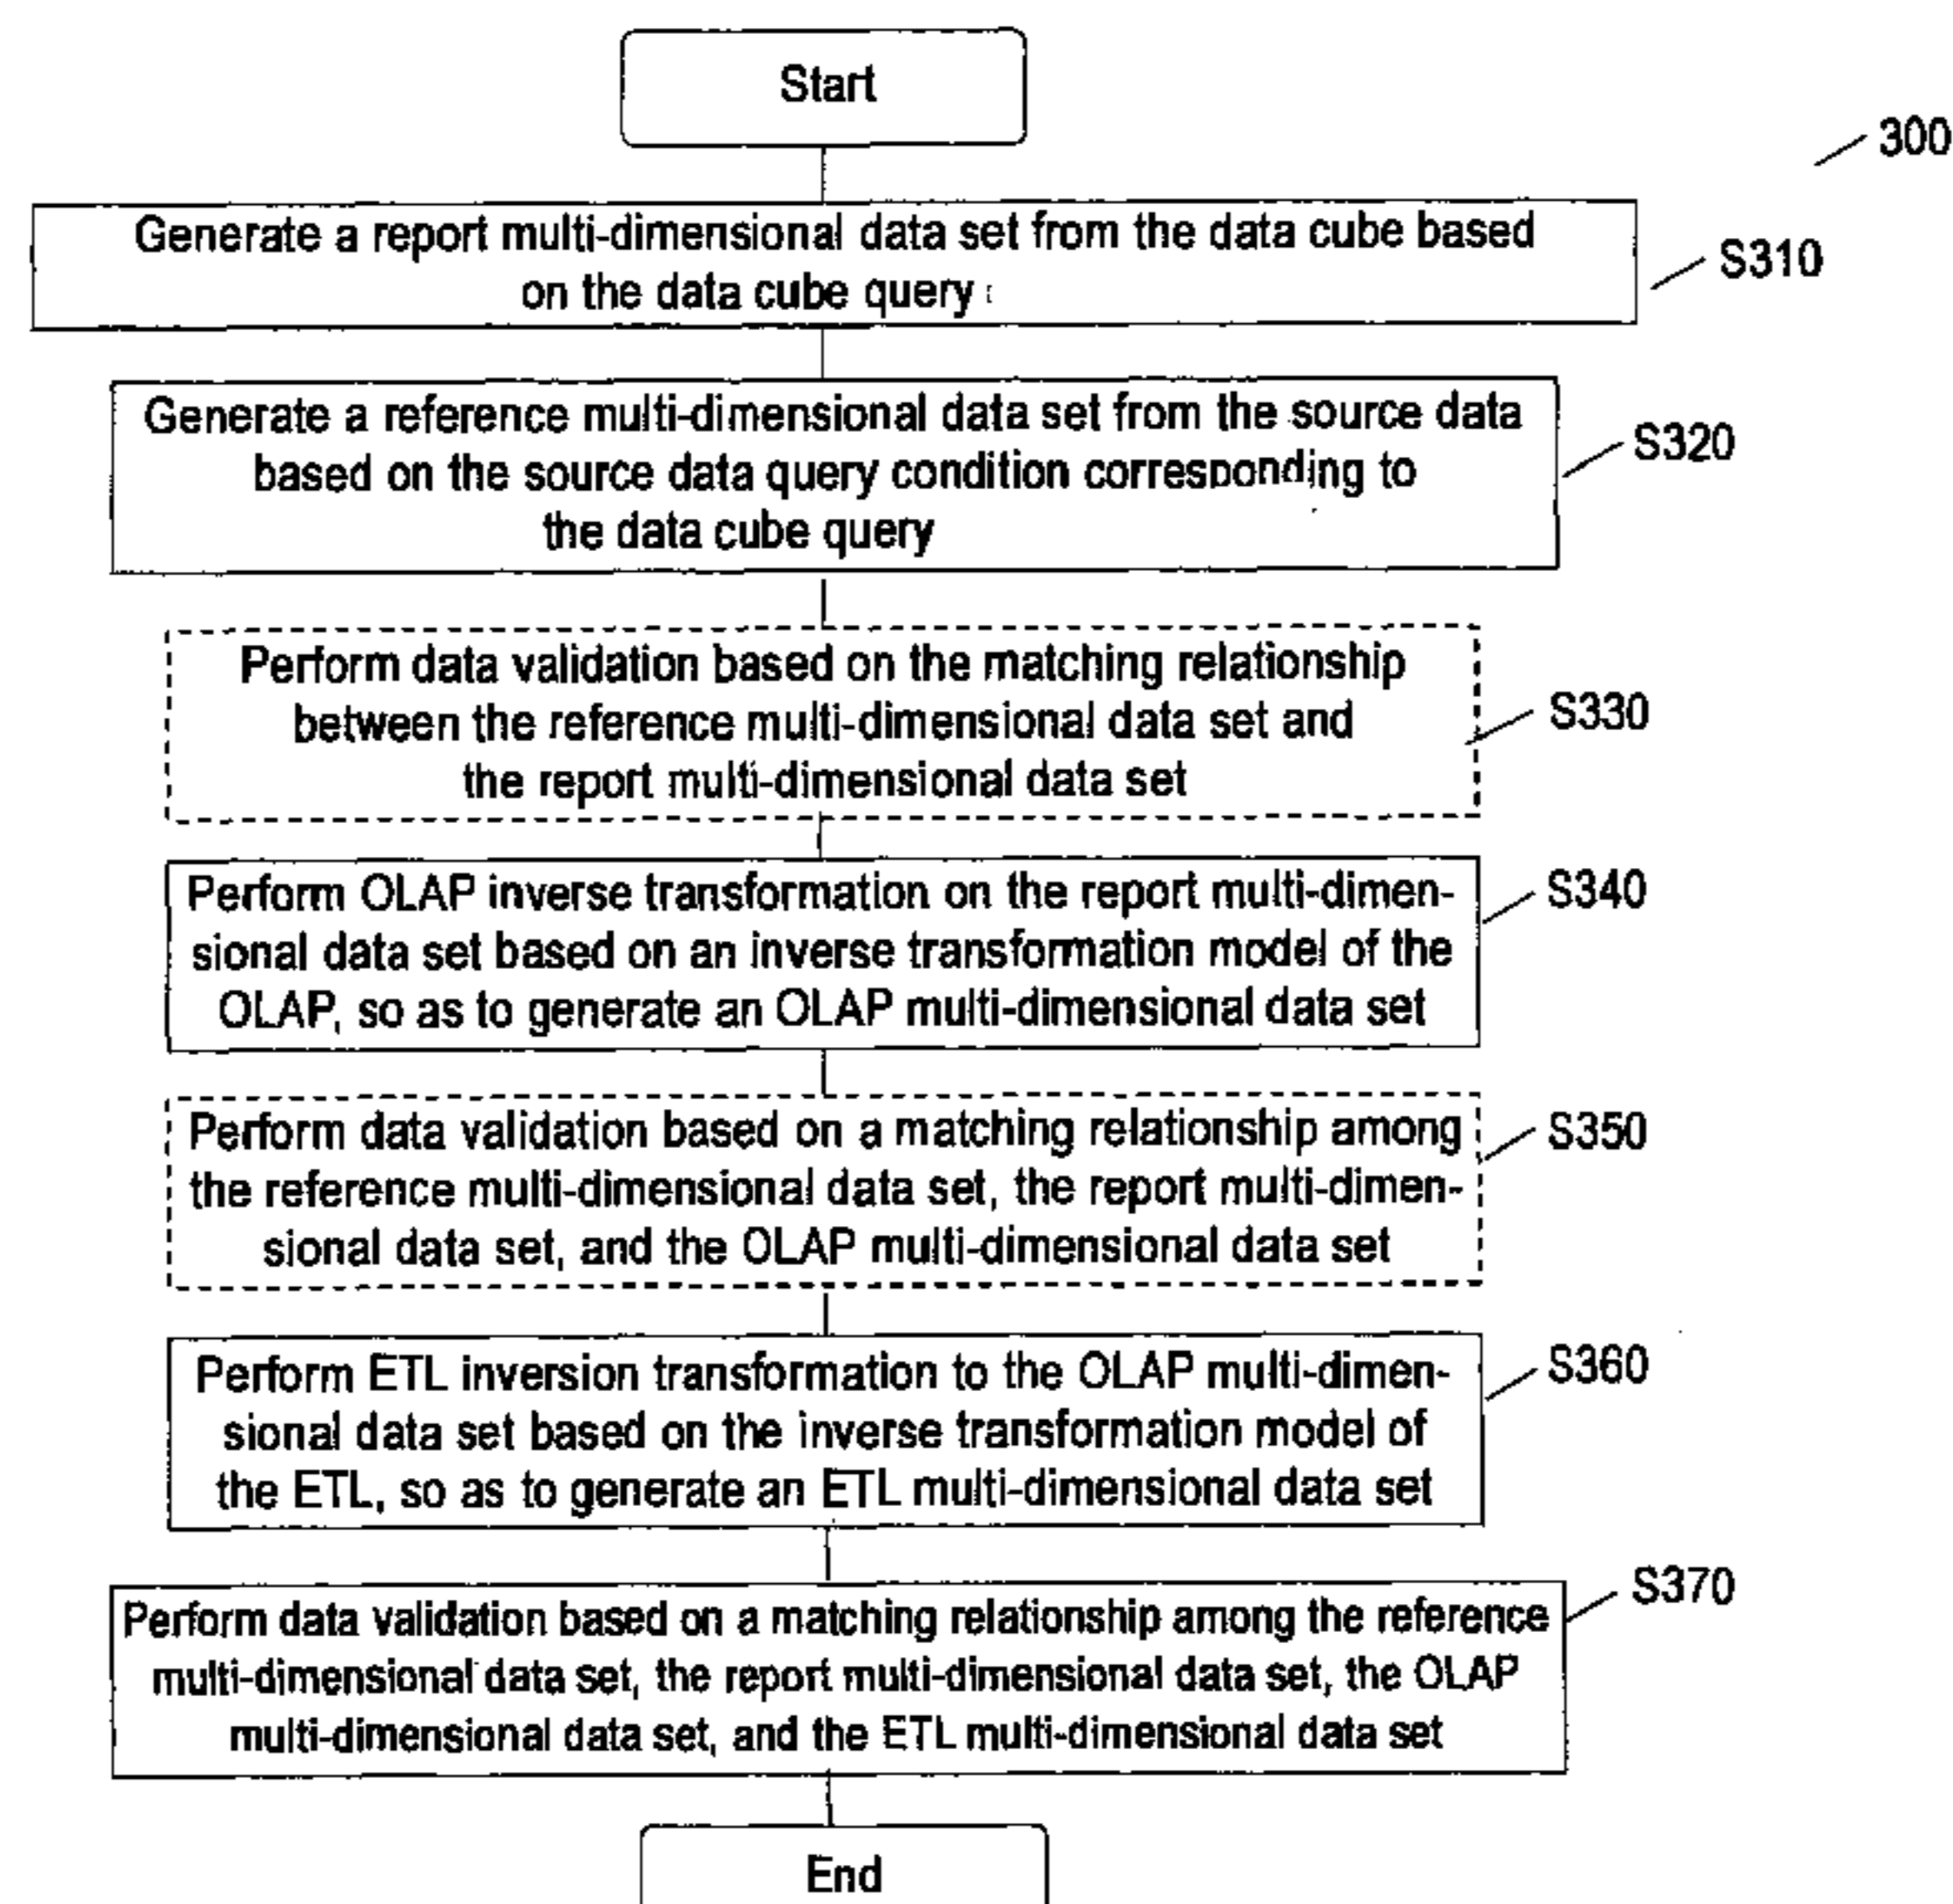 Start
300
Generate a report multi-dimensional data set from the data cube based
on the data cube query
S310
Generate a reference multi-dimensional data set from the source data
based on the source data query condition corresponding to
the data cube query
S320
Perform data validation based on the matching relationship
between the reference multi-dimensional data set and
the report multi-dimensional data set
S330
Perform OLAP inverse transformation on the report multi-dimen-
sional data set based on an inverse transformation model of the
OLAP, so as to generate an OLAP multi-dimensional data set
S340
Perform data validation based on a matching relationship among
the reference multi-dimensional data set, the report multi-dimen-
sional data set, and the OLAP multi-dimensional data set
S350
Perform ETL inversion transformation to the OLAP multi-dimen-
sional data set based on the inverse transformation model of
the ETL, so as to generate an ETL multi-dimensional data set
S360
Perform data validation based on a matching relationship among the reference
multi-dimensional data set, the report multi-dimensional data set, the OLAP
multi-dimensional data set, and the ETL multi-dimensional data set
S370
End